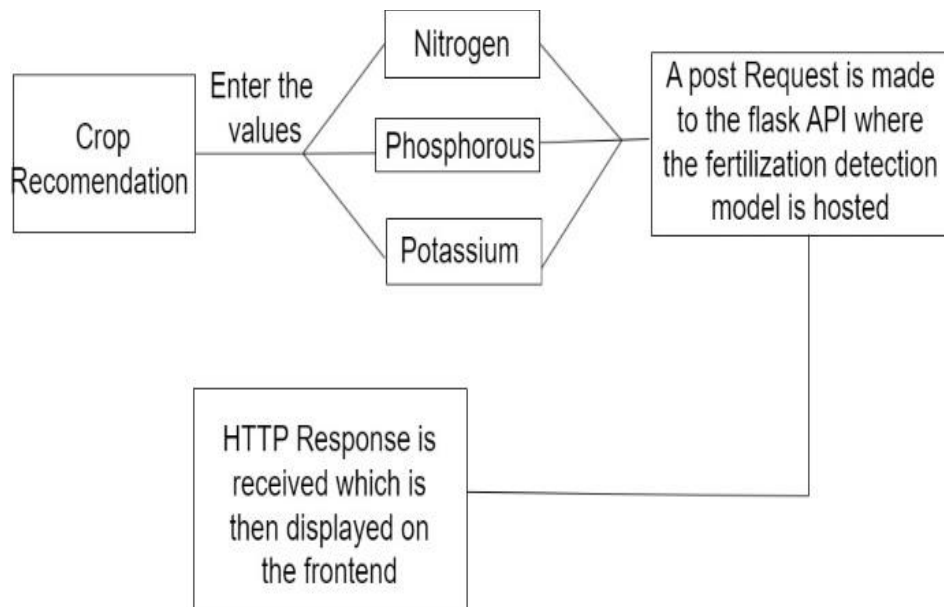 Crop
Recomendation
Enter the
values
Nitrogen
Phosphorous
Potassium
A post Request is made
to the flask API where
the fertilization detection
model is hosted
HTTP Response is
received which is
then displayed on
the frontend